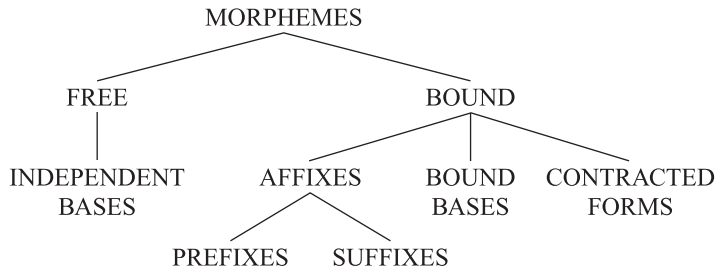 MORPHEMES
FREE BOUND
INDEPENDENT AFFIXES BOUND CONTRACTED
BASES BASES FORMS
PREFIXES SUFFIXES